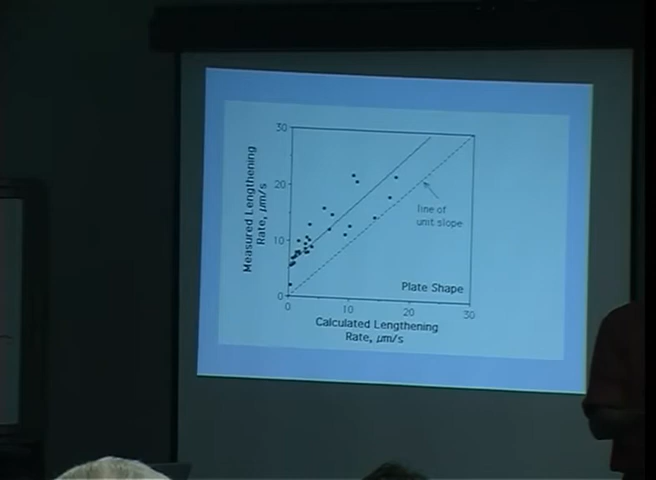 30
20
10
0
Measured Lengthening
Rate, μm/s
line of
unit slope
Plate Shape
0
10
20
30
Calculated Lengthening
Rate, μm/s